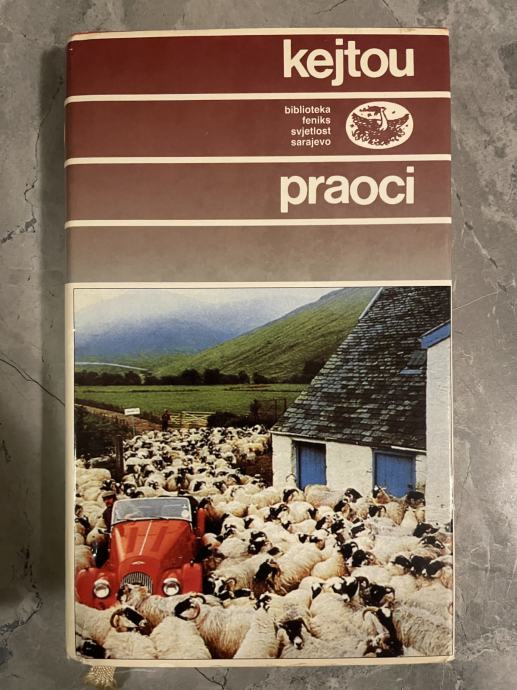 kejtou
biblioteka
feniks
svjetlost
sarajevo
praoci